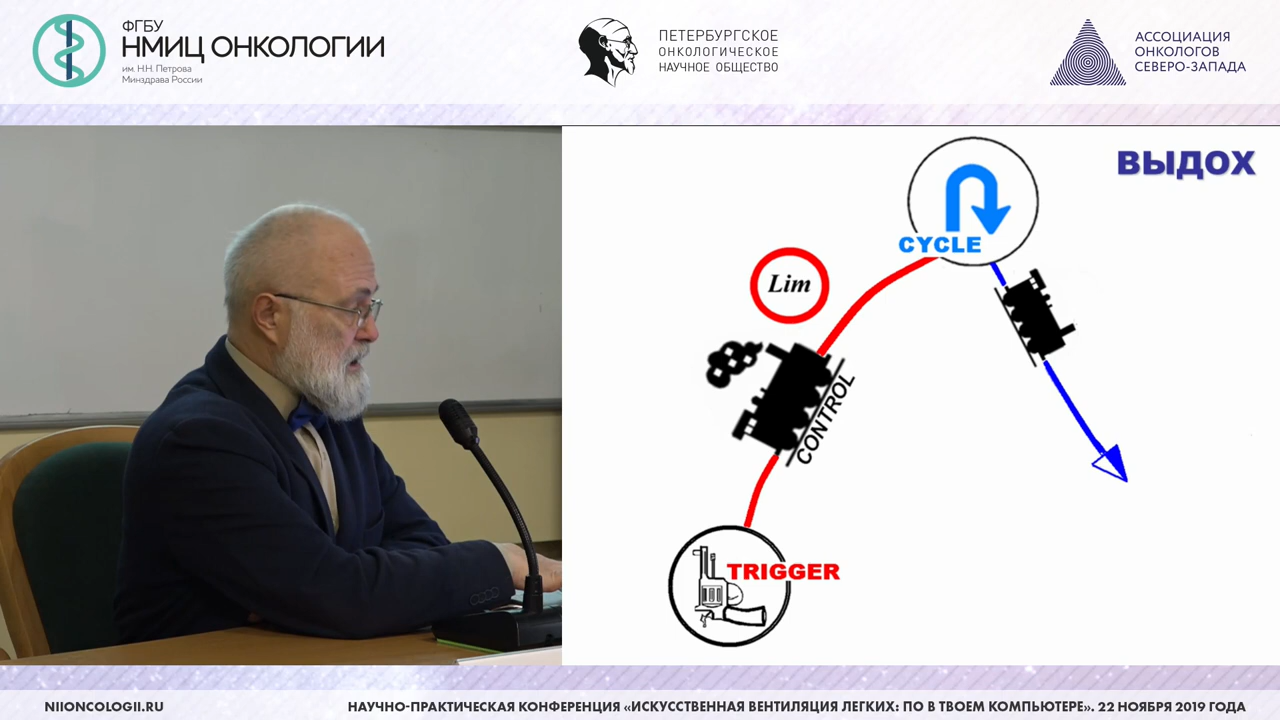 ФГБУ
НМИЦ ОНКОЛОГИИ
им. Н.Н. Петрова
Минздрава России
ПЕТЕРБУРГСКОЕ
ОНКОЛОГИЧЕСКОЕ
НАУЧНОЕ ОБЩЕСТВО
АССОЦИАЦИЯ
ОНКОЛОГОВ
СЕВЕРО-ЗАПАДА
ВЫДОХ
CYCLE
Lim
CONTROL
TRIGGER
NIIONCOLOGII.RU
НАУЧНО-ПРАКТИЧЕСКАЯ КОНФЕРЕНЦИЯ «ИСКУССТВЕННАЯ ВЕНТИЛЯЦИЯ ЛЕГКИХ: ПО В ТВОЕМ КОМПЬЮТЕРЕ». 22 НОЯБРЯ 2019 ГОДА